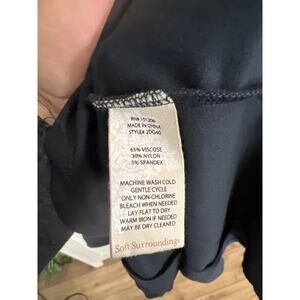 MADE IN CHINA
STYLE# 2DG40
65% VISCOSE
30% NYLON
5% SPANDEX
MACHINE WASH COLD
GENTLE CYCLE
ONLY NON-CHLORINE
BLEACH WHEN NEEDED
LAY FLAT TO DRY
WARM IRON IF NEEDED
MAY BE DRY CLEANED
Soft Surroundings